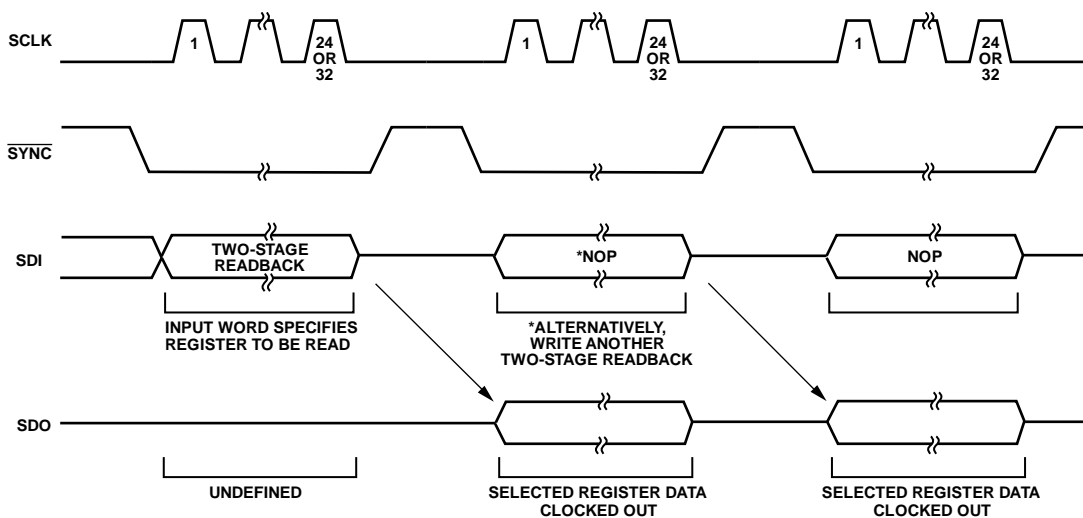 SCLK
1
24
OR
32
1
24
OR
32
1
24
OR
32
SYNC
SDI
TWO-STAGE
READBACK
*NOP
NOP
INPUT WORD SPECIFIES
REGISTER TO BE READ
*ALTERNATIVELY,
WRITE ANOTHER
TWO-STAGE READBACK
SDO
UNDEFINED
SELECTED REGISTER DATA
CLOCKED OUT
SELECTED REGISTER DATA
CLOCKED OUT